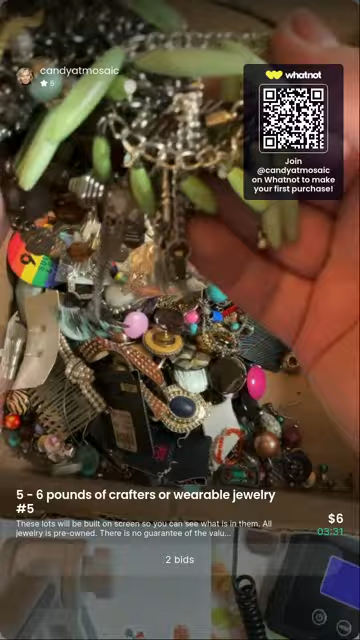 candyatmosaic
★ 5
whatnot
Join
@candyatmosaic
on Whatnot to make
your first purchase!
5 - 6 pounds of crafters or wearable jewelry
#5
These lots will be built on screen so you can see what is in them. All
jewelry is pre-owned. There is no guarantee of the valu...
$6
03:31
2 bids